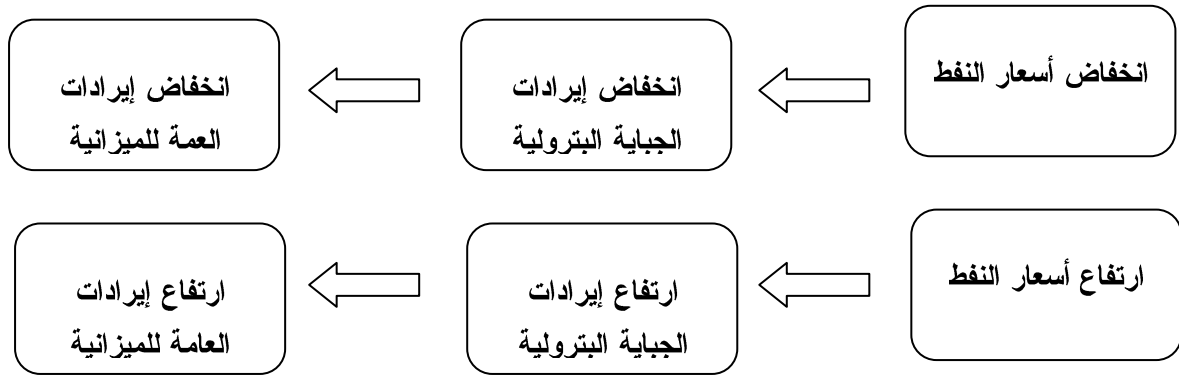 انخفاض أسعار النفط
انخفاض إيرادات
الجباية البترولية
انخفاض إيرادات
العمة للميزانية
ارتفاع أسعار النفط
ارتفاع إيرادات
الجباية البترولية
ارتفاع إيرادات
العامة للميزانية